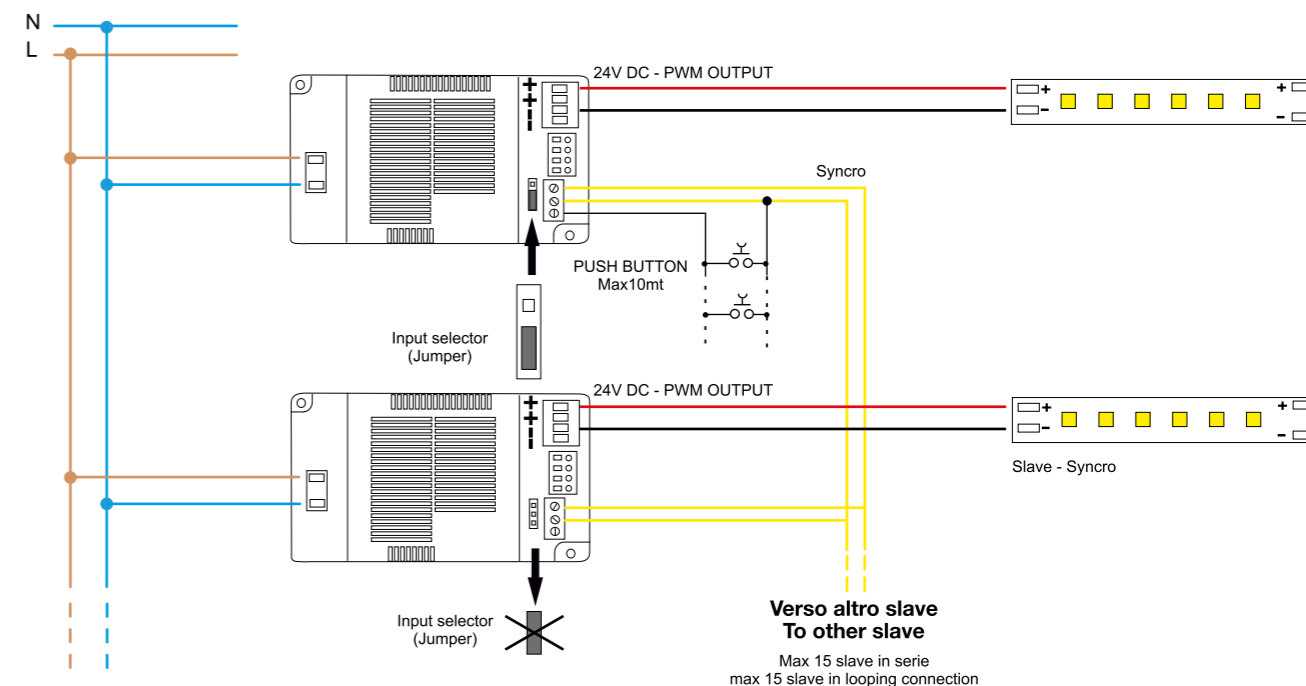 N
L
24V DC - PWM OUTPUT
+
-
+
-
+
+
-
-
Syncro
PUSH BUTTON
Max10mt
Input selector
(Jumper)
24V DC - PWM OUTPUT
+
-
+
-
+
+
-
-
Slave - Syncro
Input selector
(Jumper)
Verso altro slave
To other slave
Max 15 slave in serie
max 15 slave in looping connection